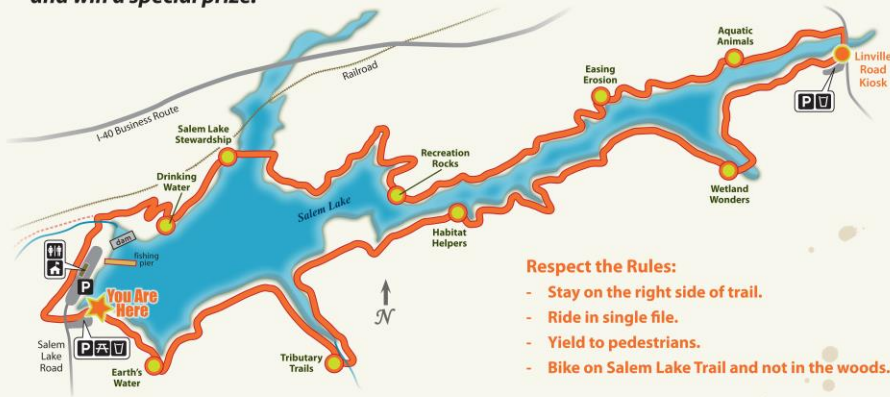 and win a special prize.
Aquatic
Animals
Linville
Road
Kiosk
Easing
Erosion
Railroad
P
I-40 Business Route
Salem Lake
Stewardship
Recreation
Rocks
Drinking
Water
Salem Lake
Wetland
Wonders
Habitat
Helpers
dam
fishing
pier
P
You Are
Here
N
Salem
Lake
Road
P
Earth's
Water
Tributary
Trails
Respect the Rules:
- Stay on the right side of trail.
- Ride in single file.
- Yield to pedestrians.
- Bike on Salem Lake Trail and not in the woods.